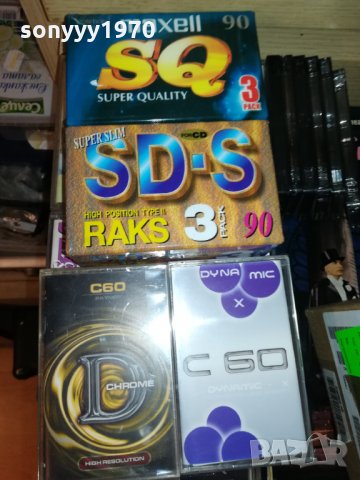 sonyyy1970
maxell 90
SQ
SUPER QUALITY
3
PACK
SUPER SLIM
FOR CD
SD-S
HIGH POSITION TYPE II
RAKS 3 PACK 90
C60
D
CHROME
HIGH RESOLUTION
DYNA MIC
X
C 60
DYNAMIC - X
BAZAR